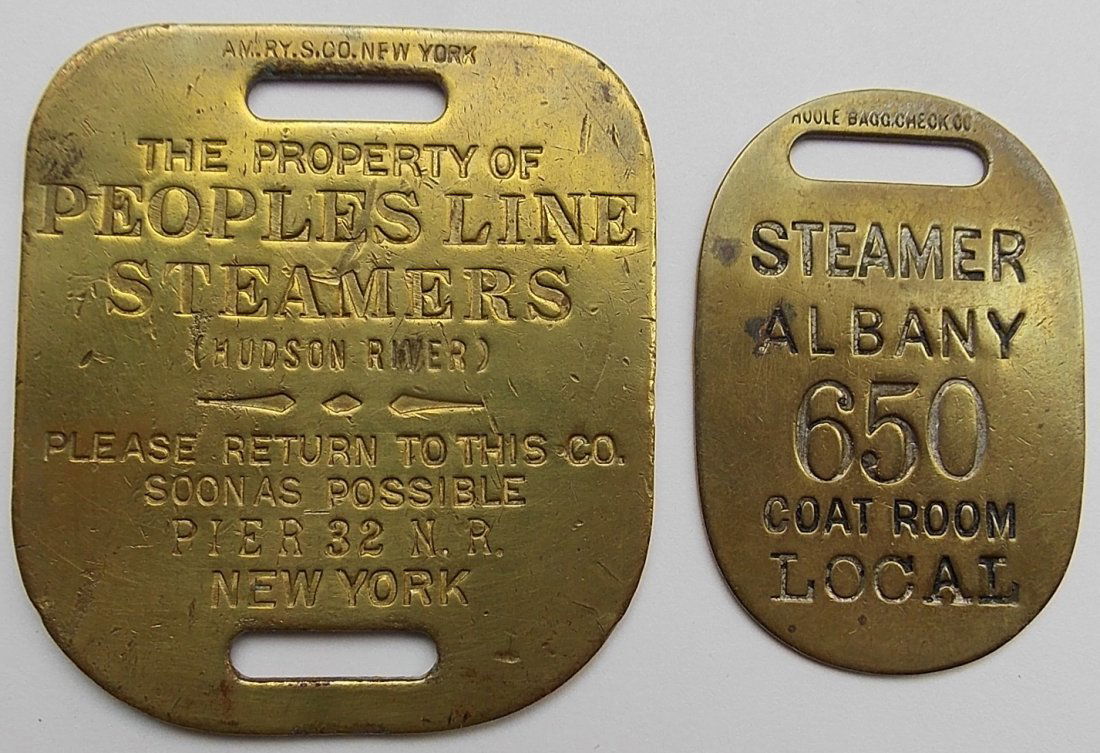 AM.RY.S.CO.NEW YORK
THE PROPERTY OF
PEOPLES LINE
STEAMERS
(HUDSON RIVER)
PLEASE RETURN TO THIS CO.
SOON AS POSSIBLE
PIER 32 N.R.
NEW YORK
HOOLE BAGG.CHECK CO
STEAMER
ALBANY
650
COAT ROOM
LOCAL